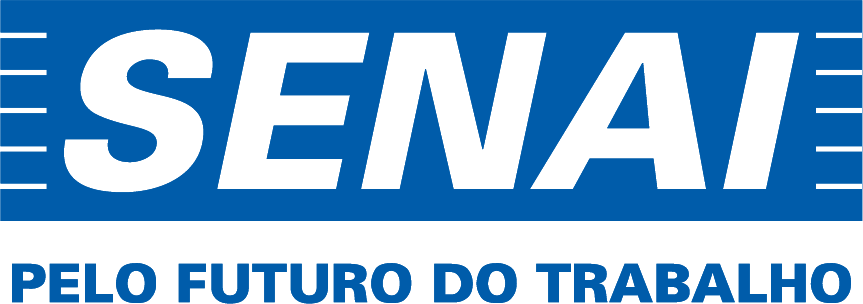 SENAI
PELO FUTURO DO TRABALHO